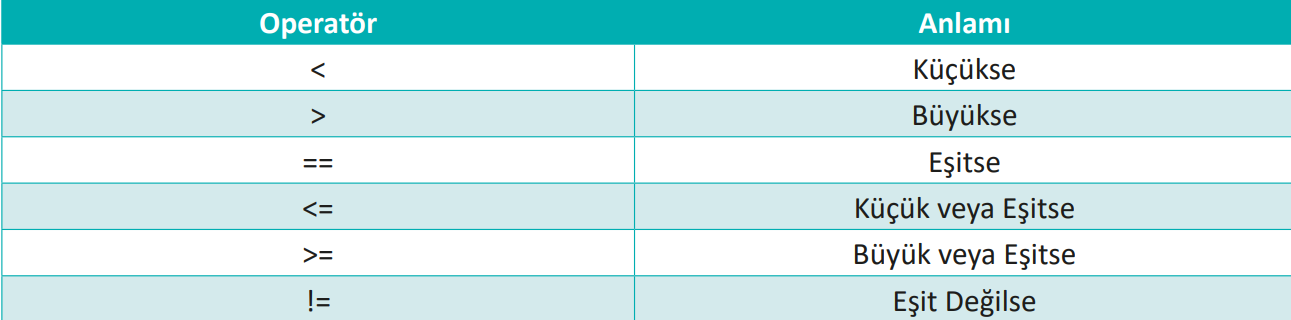 Operatör Anlamı
< Küçükse
> Büyükse
== Eşitse
<= Küçük veya Eşitse
>= Büyük veya Eşitse
!= Eşit Değilse